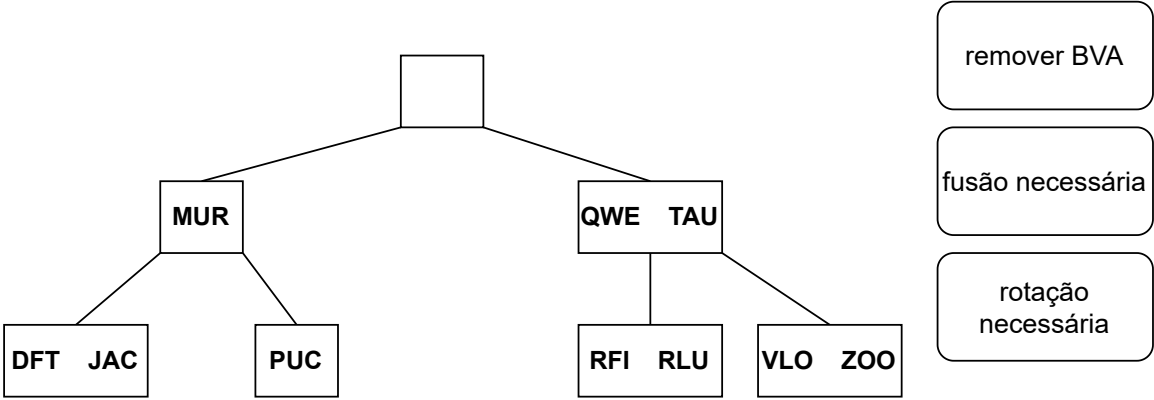 remover BVA
fusão necessária
MUR
QWE TAU
rotação
necessária
DFT JAC
PUC
RFI RLU
VLO ZOO